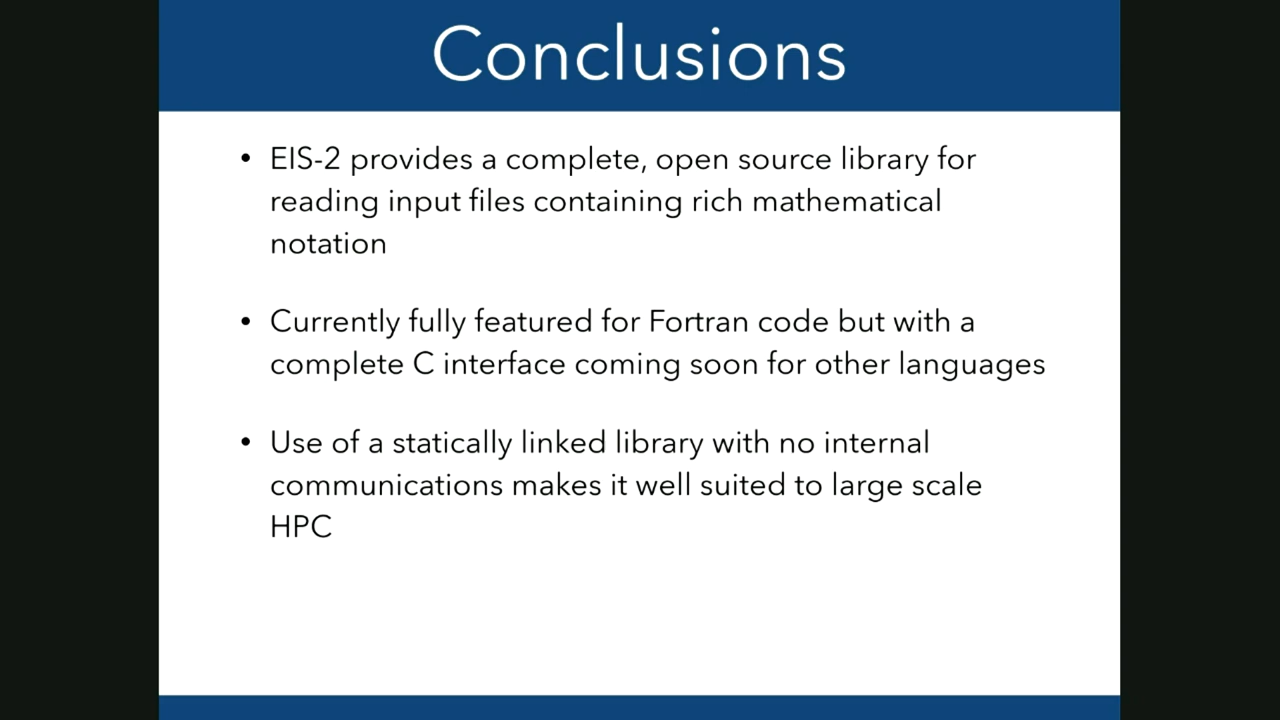 Conclusions
• EIS-2 provides a complete, open source library for
reading input files containing rich mathematical
notation
• Currently fully featured for Fortran code but with a
complete C interface coming soon for other languages
• Use of a statically linked library with no internal
communications makes it well suited to large scale
HPC